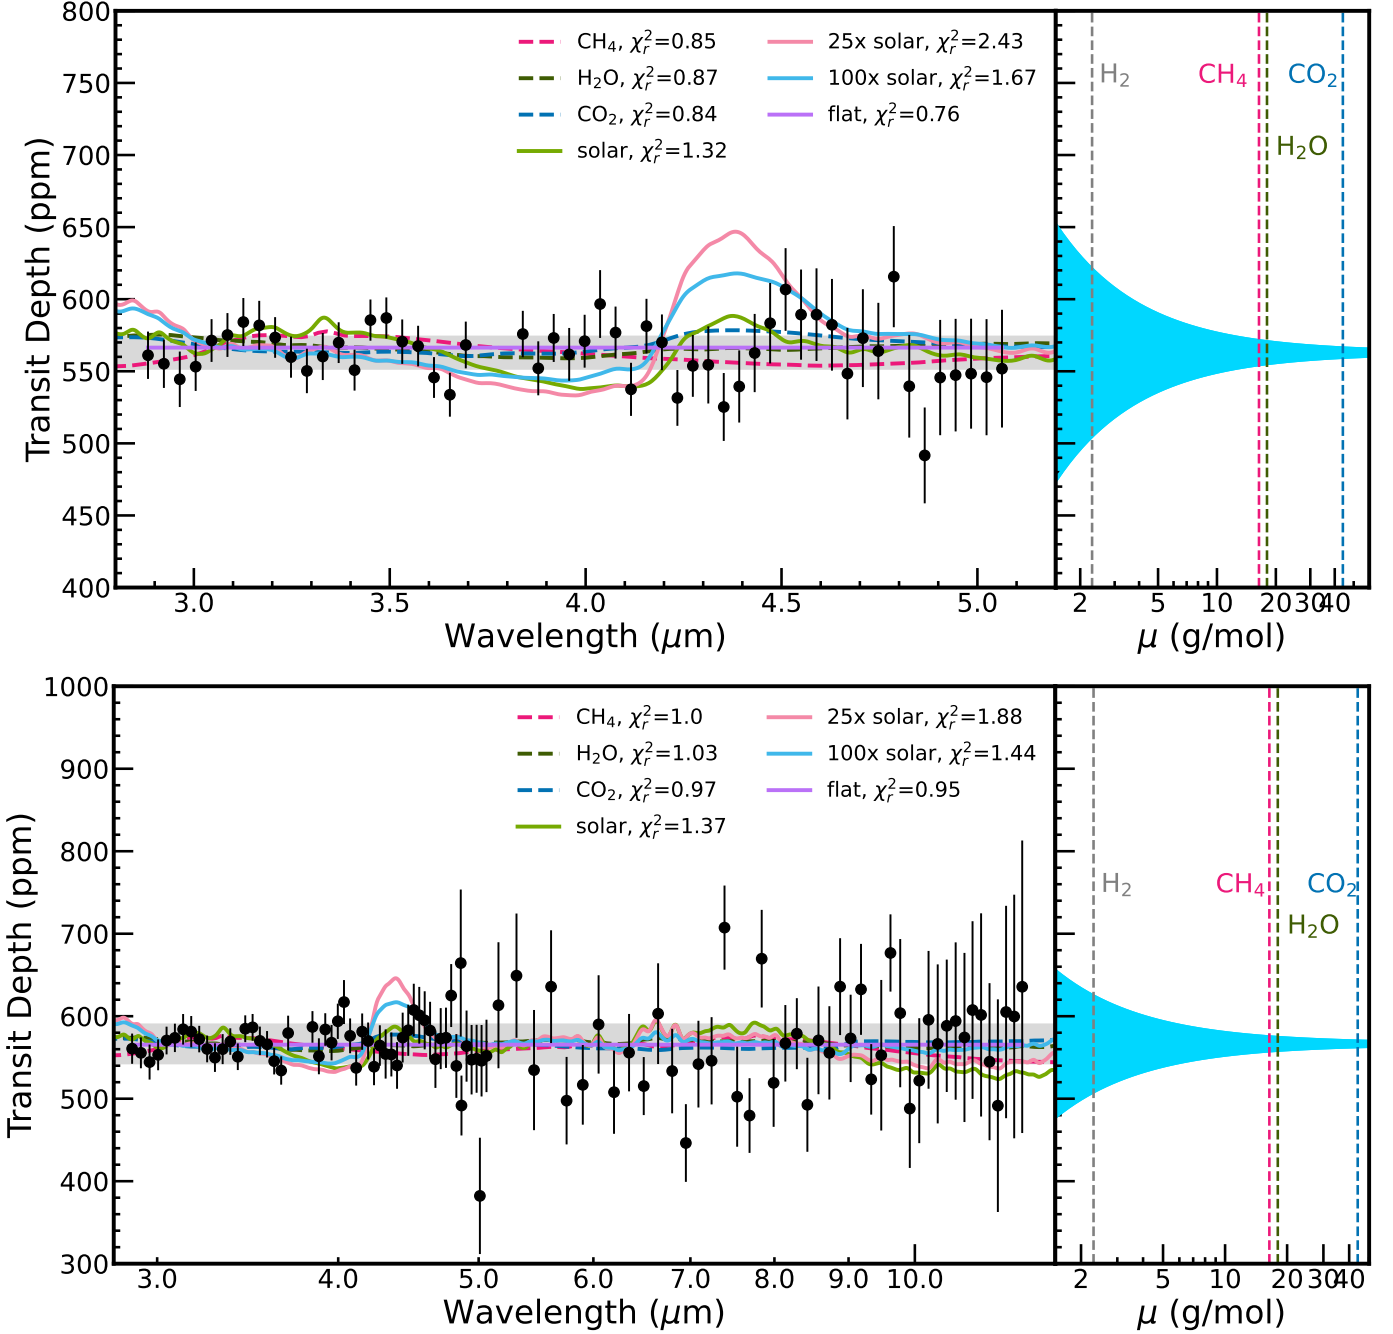 800
750
700
650
600
550
500
450
400
Transit Depth (ppm)
CH₄, χ²ᵣ=0.85
H₂O, χ²ᵣ=0.87
CO₂, χ²ᵣ=0.84
solar, χ²ᵣ=1.32
25x solar, χ²ᵣ=2.43
100x solar, χ²ᵣ=1.67
flat, χ²ᵣ=0.76
H₂
CH₄
CO₂
H₂O
3.0 3.5 4.0 4.5 5.0
Wavelength (μm)
2 5 10 20 30 40
μ (g/mol)
1000
900
800
700
600
500
400
300
Transit Depth (ppm)
CH₄, χ²ᵣ=1.0
H₂O, χ²ᵣ=1.03
CO₂, χ²ᵣ=0.97
solar, χ²ᵣ=1.37
25x solar, χ²ᵣ=1.88
100x solar, χ²ᵣ=1.44
flat, χ²ᵣ=0.95
H₂
CH₄
CO₂
H₂O
3.0 4.0 5.0 6.0 7.0 8.0 9.0 10.0
Wavelength (μm)
2 5 10 20 30 40
μ (g/mol)